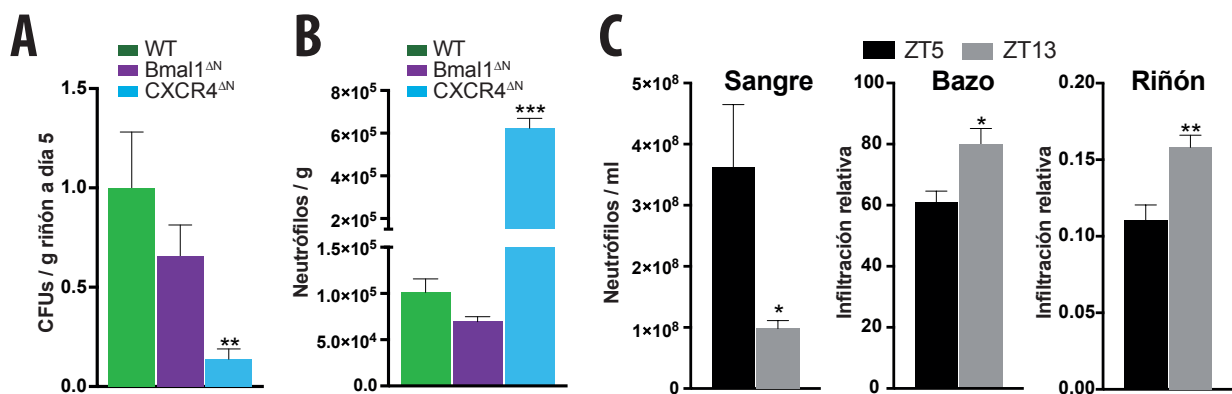 A
WT
Bmal1ΔN
CXCR4ΔN
CFUs / g riñón a día 5
1.5
1.0
0.5
0.0
**
B
WT
Bmal1ΔN
CXCR4ΔN
Neutrófilos / g
8×10⁵
6×10⁵
4×10⁵
2×10⁵
1.5×10⁵
1.0×10⁵
5.0×10⁴
0.0
***
C
ZT5
ZT13
Sangre
Neutrófilos / ml
5×10⁸
4×10⁸
3×10⁸
2×10⁸
1×10⁸
0
*
Bazo
Infiltración relativa
100
80
60
40
20
0
*
Riñón
Infiltración relativa
0.20
0.15
0.10
0.05
0.00
**